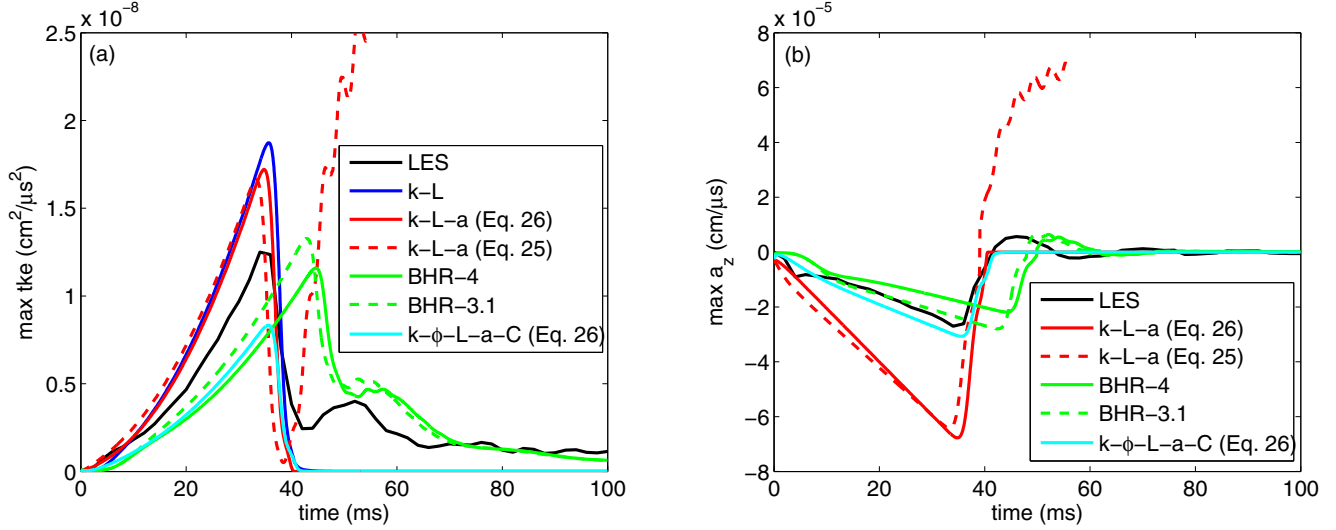 x 10⁻⁸
2.5
2
1.5
1
0.5
0
0
20
40
60
80
100
max tke (cm²/μs²)
time (ms)
(a)
LES
k−L
k−L−a (Eq. 26)
k−L−a (Eq. 25)
BHR−4
BHR−3.1
k−ϕ−L−a−C (Eq. 26)
x 10⁻⁵
8
6
4
2
0
−2
−4
−6
−8
0
20
40
60
80
100
max a_z (cm/μs)
time (ms)
(b)
LES
k−L−a (Eq. 26)
k−L−a (Eq. 25)
BHR−4
BHR−3.1
k−ϕ−L−a−C (Eq. 26)